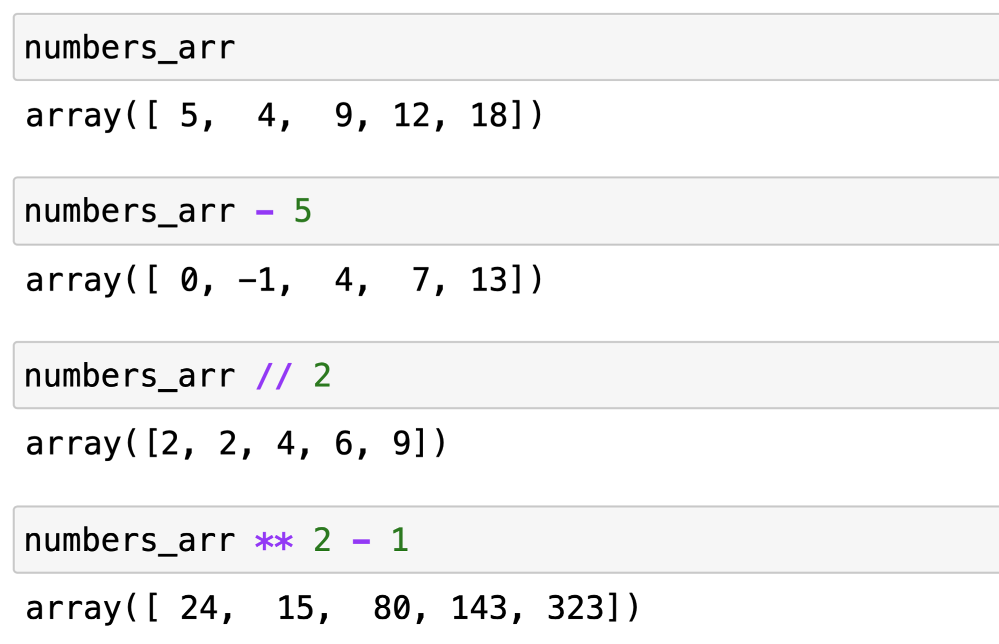 numbers_arr
array([ 5,  4,  9, 12, 18])
numbers_arr - 5
array([ 0, -1,  4,  7, 13])
numbers_arr // 2
array([2, 2, 4, 6, 9])
numbers_arr ** 2 - 1
array([ 24,  15,  80, 143, 323])